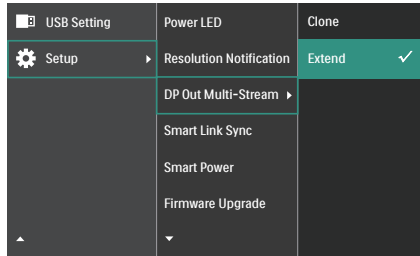 USB Setting
Setup
Power LED
Resolution Notification
DP Out Multi-Stream
Smart Link Sync
Smart Power
Firmware Upgrade
Clone
Extend